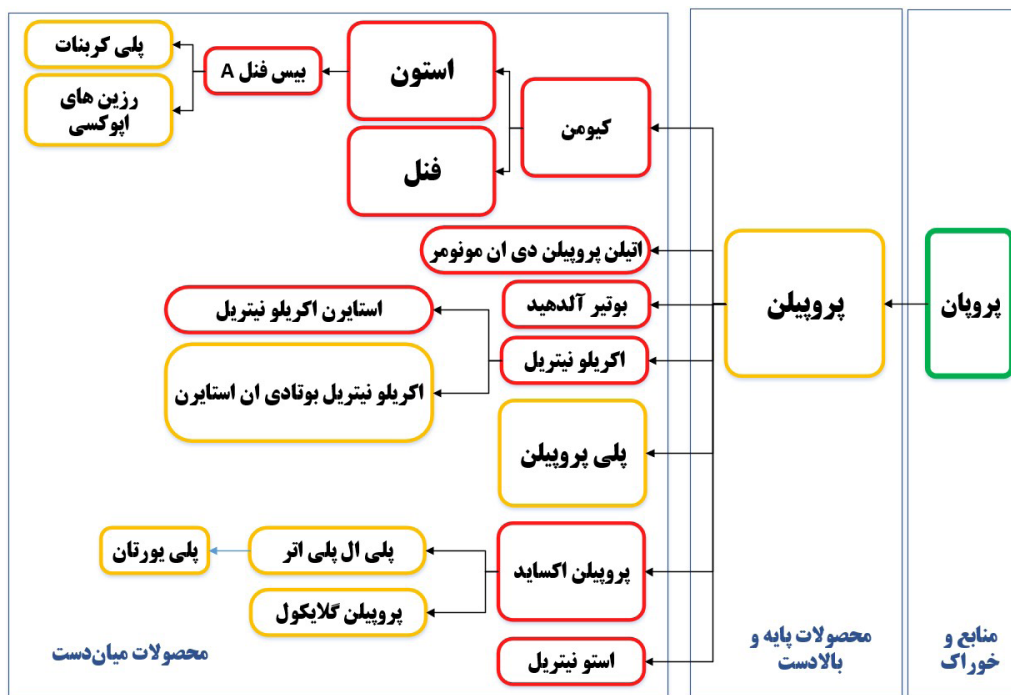 پروپان
منابع و
خوراک
پروپیلن
محصولات پایه و
بالادست
کیومن
استون
فنل
بیس فنل A
پلی کربنات
رزین های
اپوکسی
اتیلن پروپیلن دی ان مونومر
بوتیر آلدهید
اکریلو نیتریل
استایرن اکریلو نیتریل
اکریلو نیتریل بوتادی ان استایرن
پلی پروپیلن
پروپیلن اکساید
پلی ال پلی اتر
پلی یورتان
پروپیلن گلایکول
استو نیتریل
محصولات میان‌دست